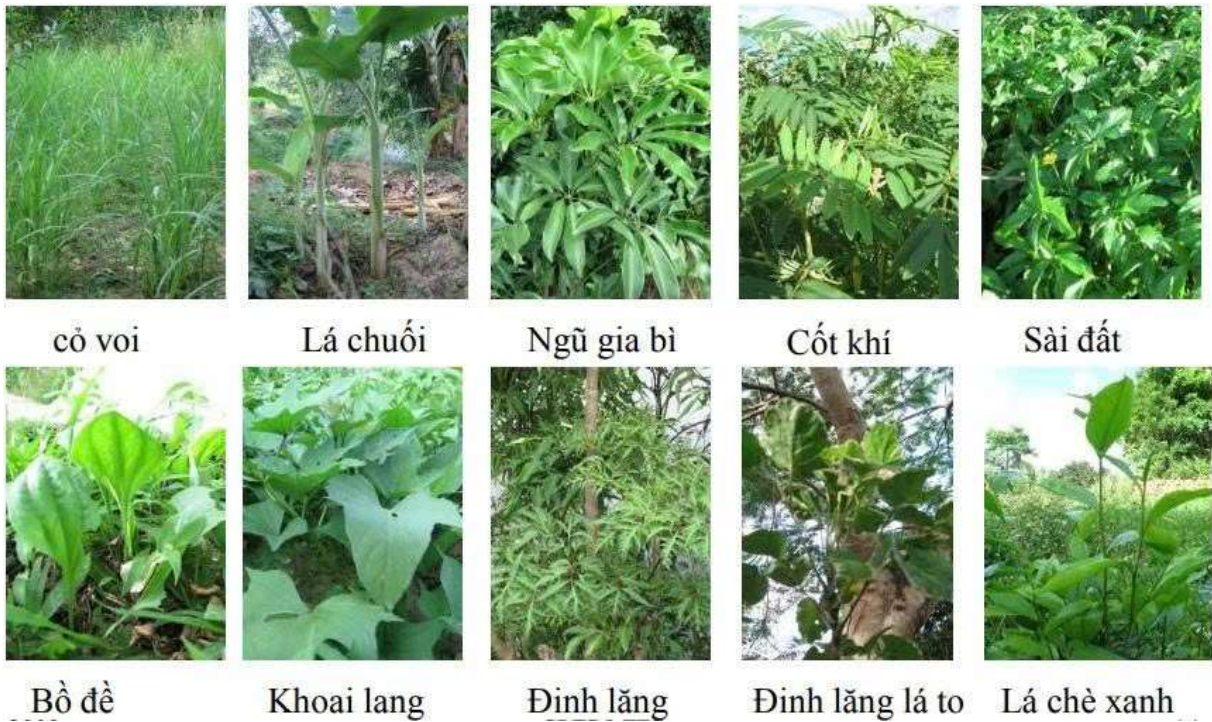 cỏ voi
Lá chuối
Ngũ gia bì
Cốt khí
Sài đất
Bồ đề
Khoai lang
Đinh lăng
Đinh lăng lá to
Lá chè xanh